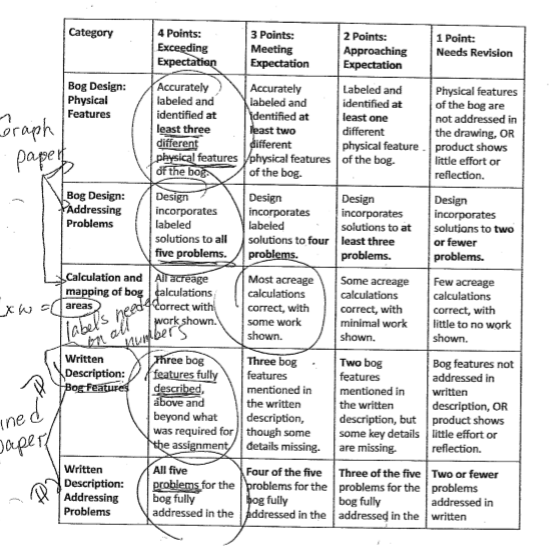 Category
4 Points:
Exceeding
Expectation
3 Points:
Meeting
Expectation
2 Points:
Approaching
Expectation
1 Point:
Needs Revision
Graph
paper
Bog Design:
Physical
Features
Accurately
labeled and
identified at
least three
different
physical features
of the bog.
Accurately
labeled and
identified at
least two
different
physical features
of the bog.
Labeled and
identified at
least one
different
physical feature
of the bog.
Physical features
of the bog are
not addressed in
the drawing, OR
product shows
little effort or
reflection.
Bog Design:
Addressing
Problems
Design
incorporates
labeled
solutions to all
five problems.
Design
incorporates
labeled
solutions to four
problems.
Design
incorporates
solutions to at
least three
problems.
Design
incorporates
solutions to two
or fewer
problems.
Calculation and
mapping of bog
areas
x w =
labels needed
on all
numbers
All acreage
calculations
correct with
work shown.
Most acreage
calculations
correct, with
some work
shown.
Some acreage
calculations
correct, with
minimal work
shown.
Few acreage
calculations
correct, with
little to no work
shown.
ined
paper
Written
Description:
Bog Features
Three bog
features fully
described,
above and
beyond what
was required for
the assignment
Three bog
features
mentioned in
the written
description,
though some
details missing.
Two bog
features
mentioned in
the written
description, but
some key details
are missing.
Bog features not
addressed in
written
description, OR
product shows
little effort or
reflection.
Written
Description:
Addressing
Problems
All five
problems for the
bog fully
addressed in the
Four of the five
problems for the
bog fully
addressed in the
Three of the five
problems for the
bog fully
addressed in the
Two or fewer
problems
addressed in
written